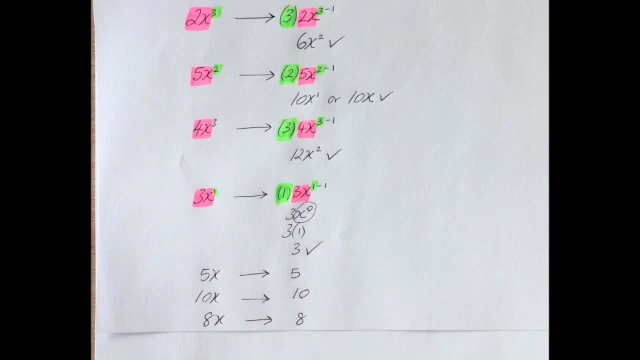 2x³ → (3)2x³⁻¹
6x² ✓
5x² → (2)5x²⁻¹
10x¹ or 10x ✓
4x³ → (3)4x³⁻¹
12x² ✓
3x¹ → (1)3x¹⁻¹
3x⁰
3(1)
3 ✓
5x → 5
10x → 10
8x → 8